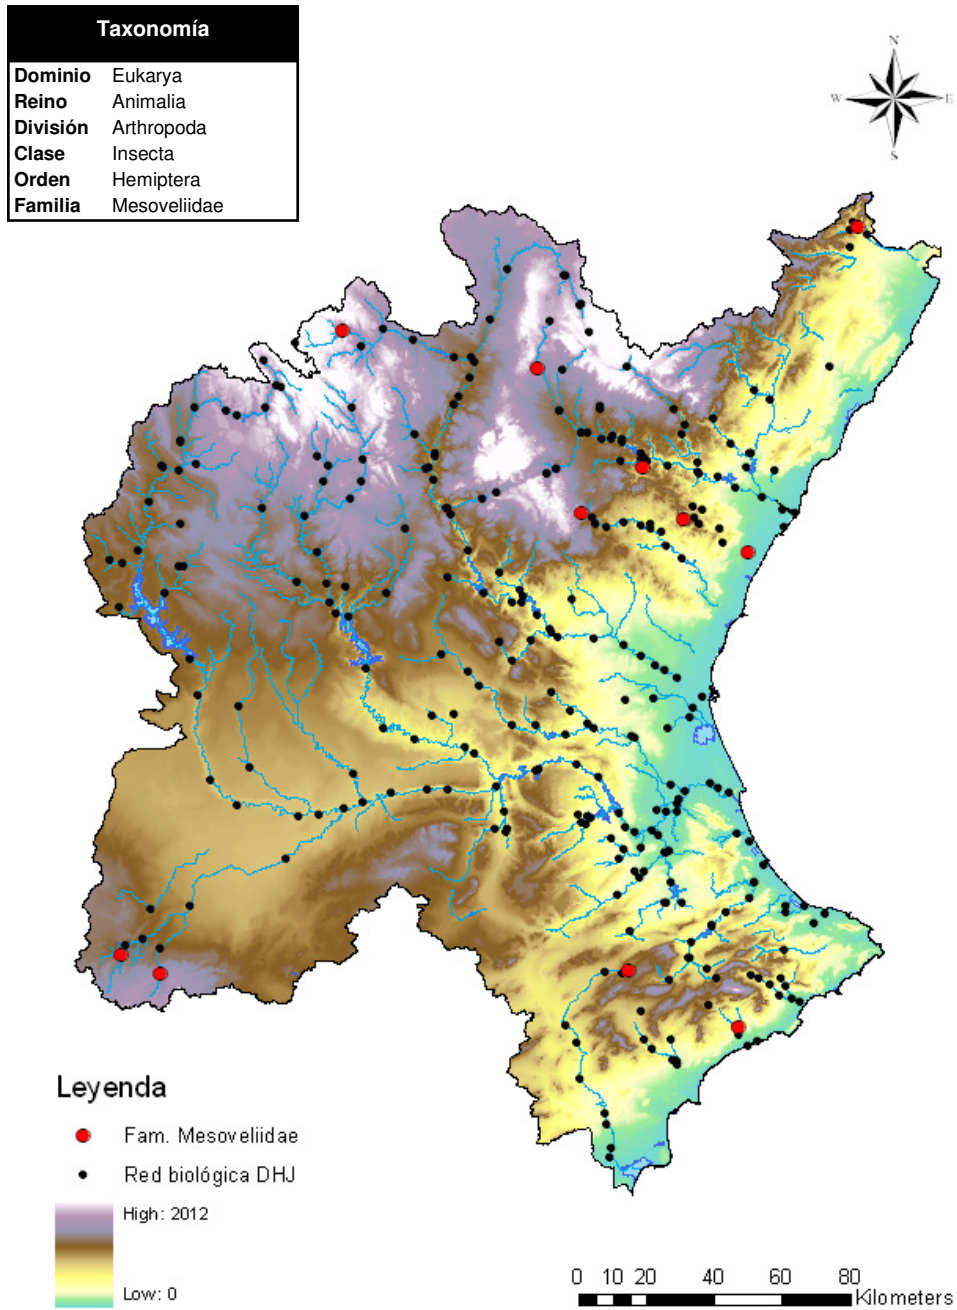 Taxonomía
Dominio Eukarya
Reino Animalia
División Arthropoda
Clase Insecta
Orden Hemiptera
Familia Mesoveliidae
N
W E
S
Leyenda
Fam. Mesoveliidae
Red biológica DHJ
High: 2012
Low: 0
0 10 20 40 60 80
Kilometers